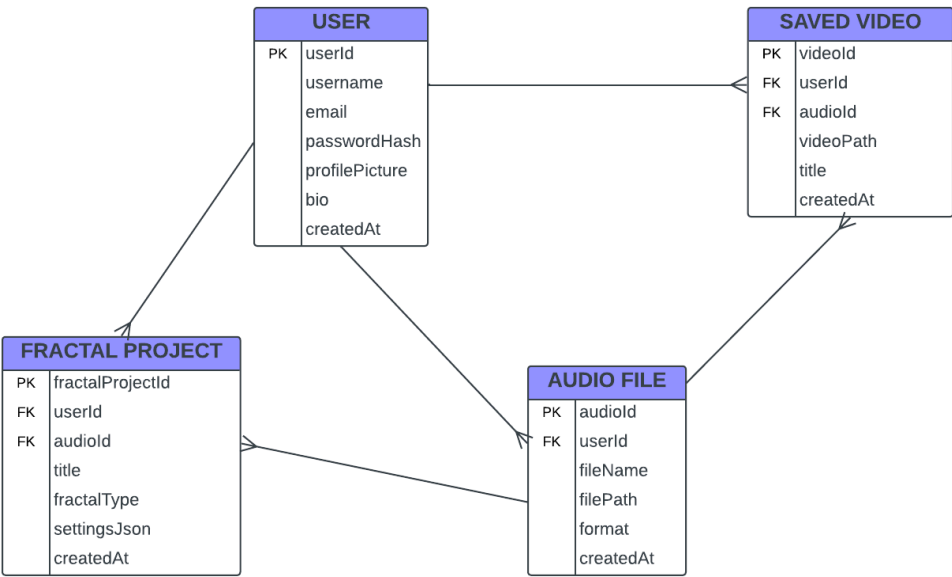 USER
PK userId
username
email
passwordHash
profilePicture
bio
createdAt
SAVED VIDEO
PK videoId
FK userId
FK audioId
videoPath
title
createdAt
FRACTAL PROJECT
PK fractalProjectId
FK userId
FK audioId
title
fractalType
settingsJson
createdAt
AUDIO FILE
PK audioId
FK userId
fileName
filePath
format
createdAt